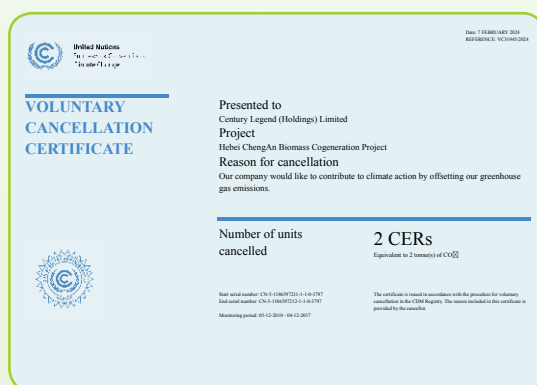 Date: 7 FEBRUARY 2024
REFERENCE: VC31945/2024
United Nations
VOLUNTARY
CANCELLATION
CERTIFICATE
Presented to
Century Legend (Holdings) Limited
Project
Hebei ChengAn Biomass Cogeneration Project
Reason for cancellation
Our company would like to contribute to climate action by offsetting our greenhouse
gas emissions.
Number of units
cancelled
2 CERs
Equivalent to 2 tonne(s) of CO
Start serial number: CN-5-1186597211-1-1-0-3797
End serial number: CN-5-1186597212-1-1-0-3797
Monitoring period: 05-12-2010 - 04-12-2017
The certificate is issued in accordance with the procedure for voluntary
cancellation in the CDM Registry. The reason included in this certificate is
provided by the canceller.